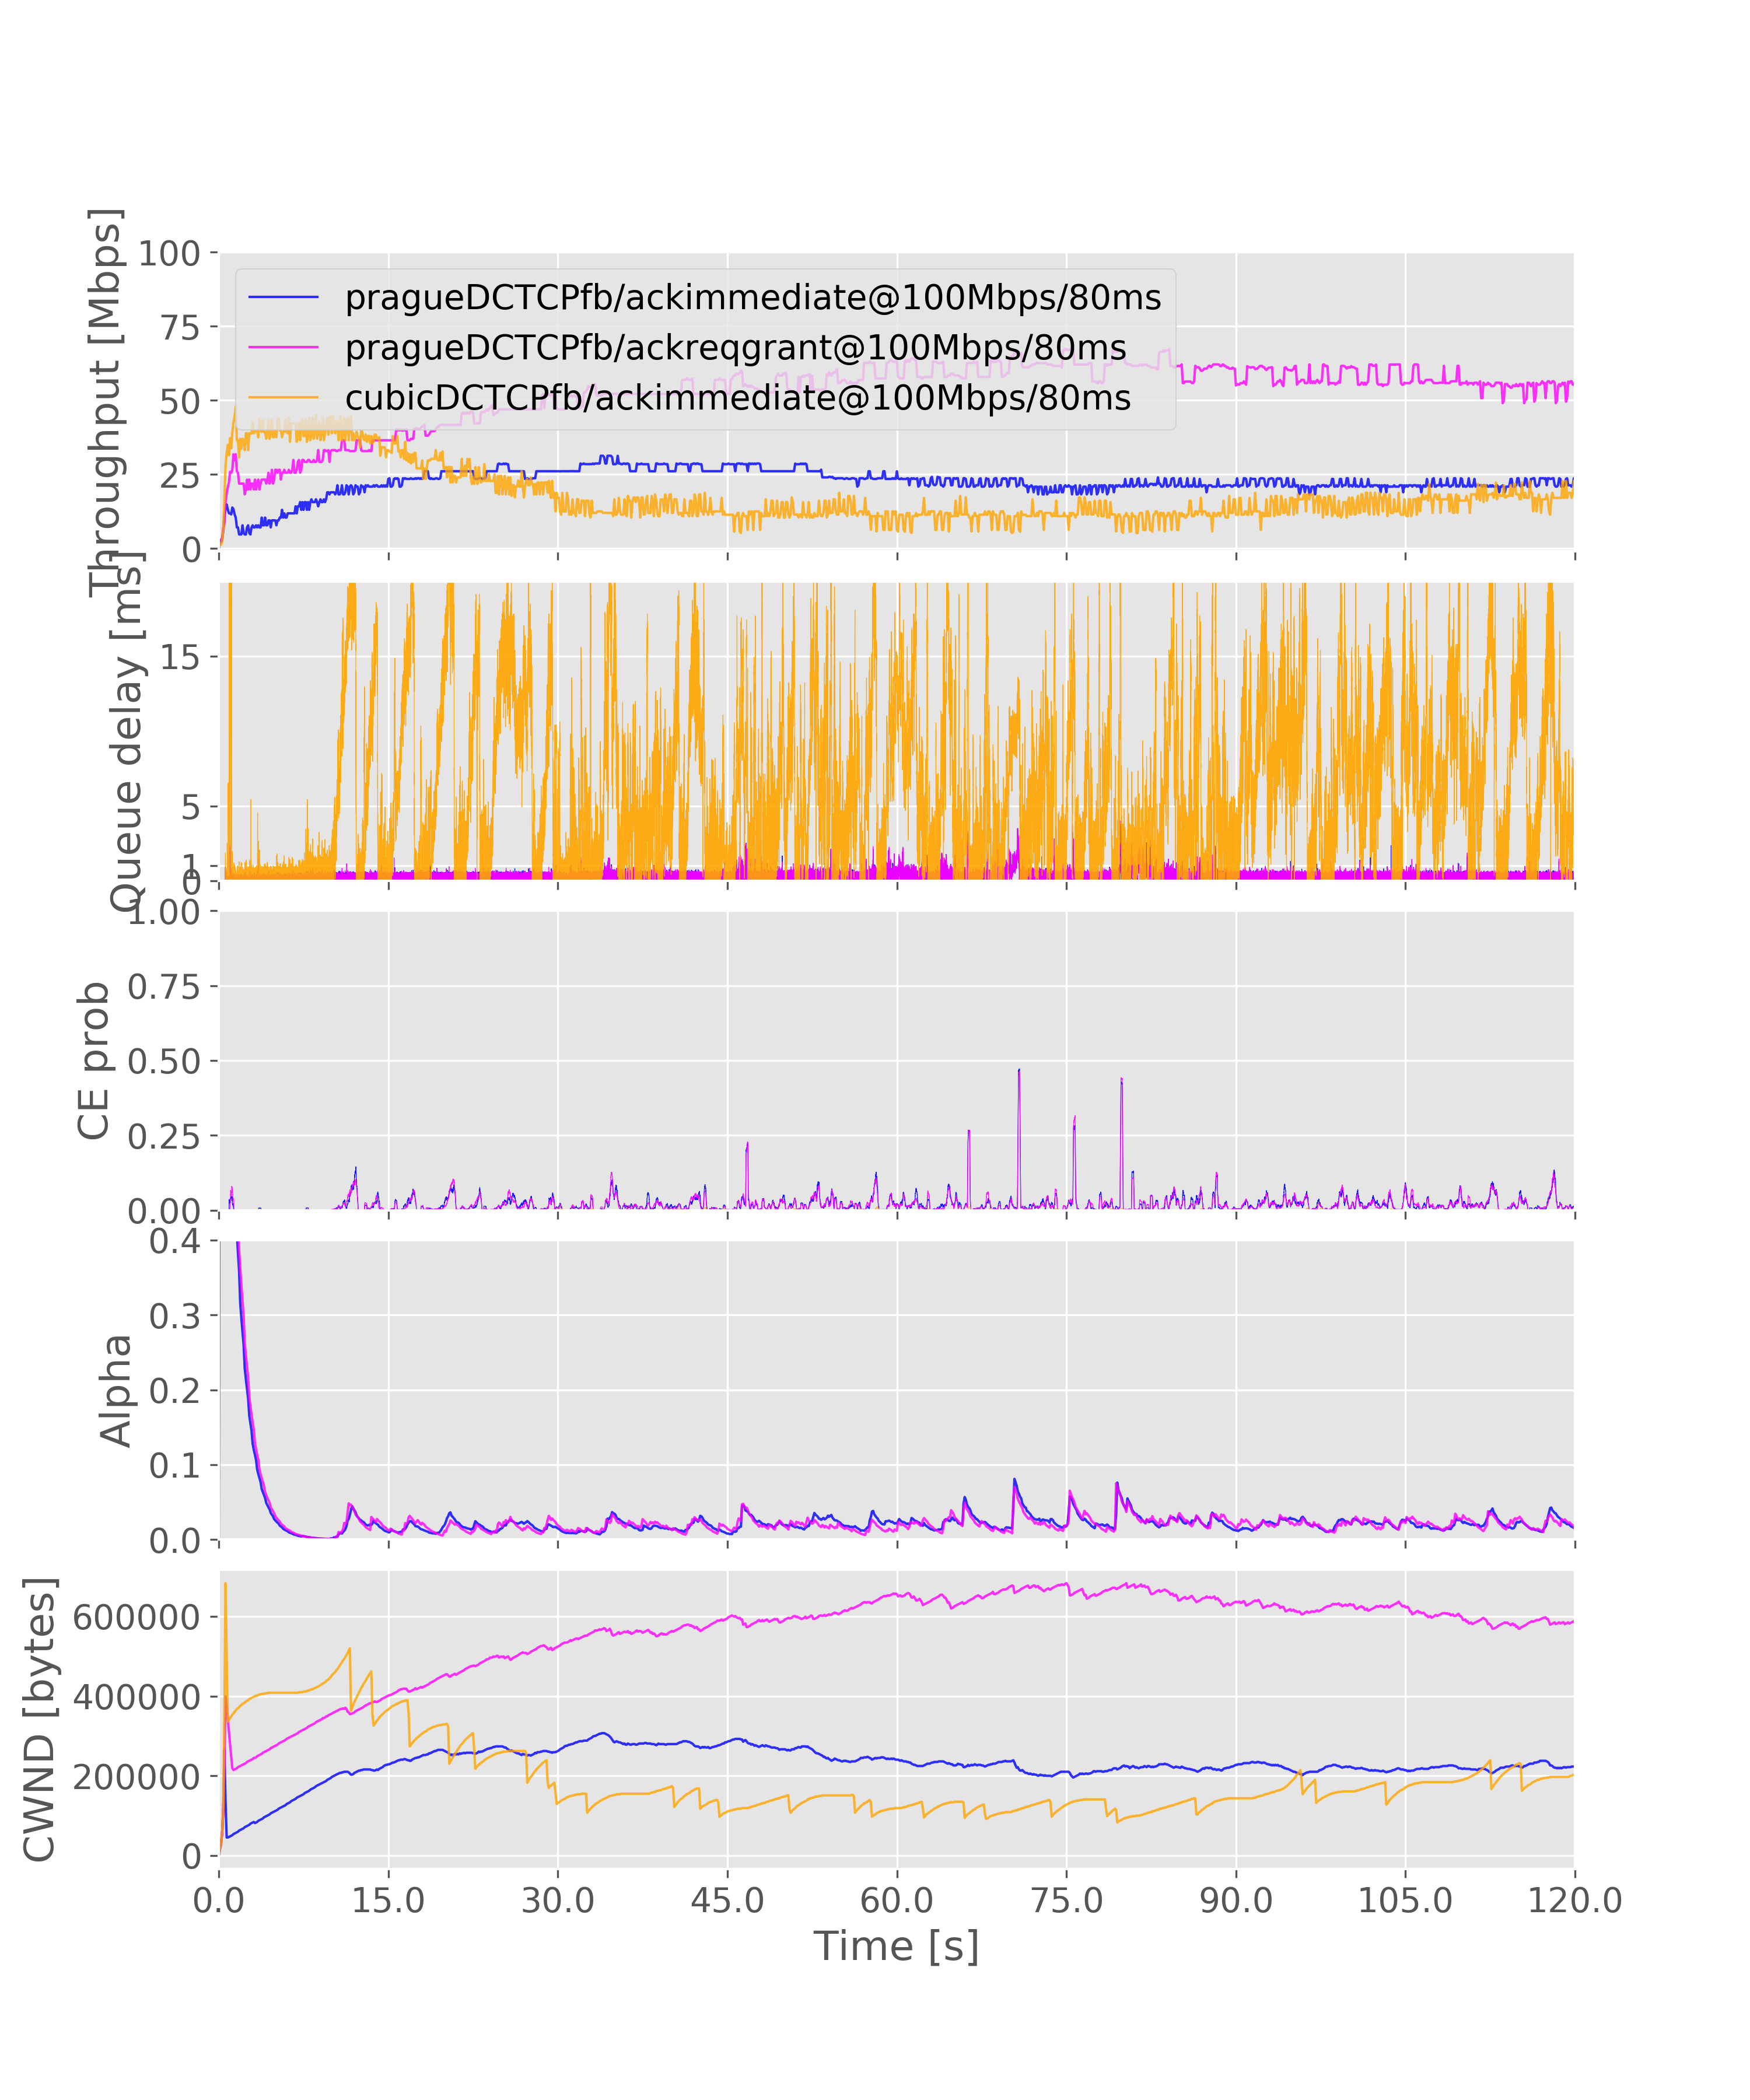 Throughput [Mbps]
100
75
50
25
0
pragueDCTCPfb/ackimmediate@100Mbps/80ms
pragueDCTCPfb/ackreqgrant@100Mbps/80ms
cubicDCTCPfb/ackimmediate@100Mbps/80ms
Queue delay [ms]
15
5
1
0
CE prob
1.00
0.75
0.50
0.25
0.00
Alpha
0.4
0.3
0.2
0.1
0.0
CWND [bytes]
600000
400000
200000
0
0.0 15.0 30.0 45.0 60.0 75.0 90.0 105.0 120.0
Time [s]